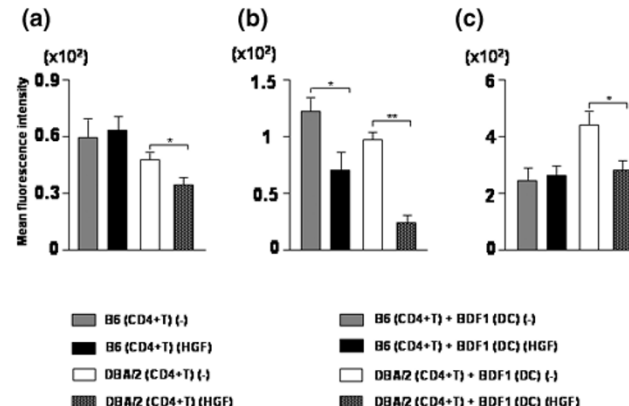 (a) (b) (c)
(x10²) (x10²) (x10²)
Mean fluorescence intensity
0.9
0.6
0.3
0
1.5
1
0.5
0
6
4
2
0
*
*
**
*
B6 (CD4+T) (-)
B6 (CD4+T) (HGF)
DBA/2 (CD4+T) (-)
DBA/2 (CD4+T) (HGF)
B6 (CD4+T) + BDF1 (DC) (-)
B6 (CD4+T) + BDF1 (DC) (HGF)
DBA/2 (CD4+T) + BDF1 (DC) (-)
DBA/2 (CD4+T) + BDF1 (DC) (HGF)